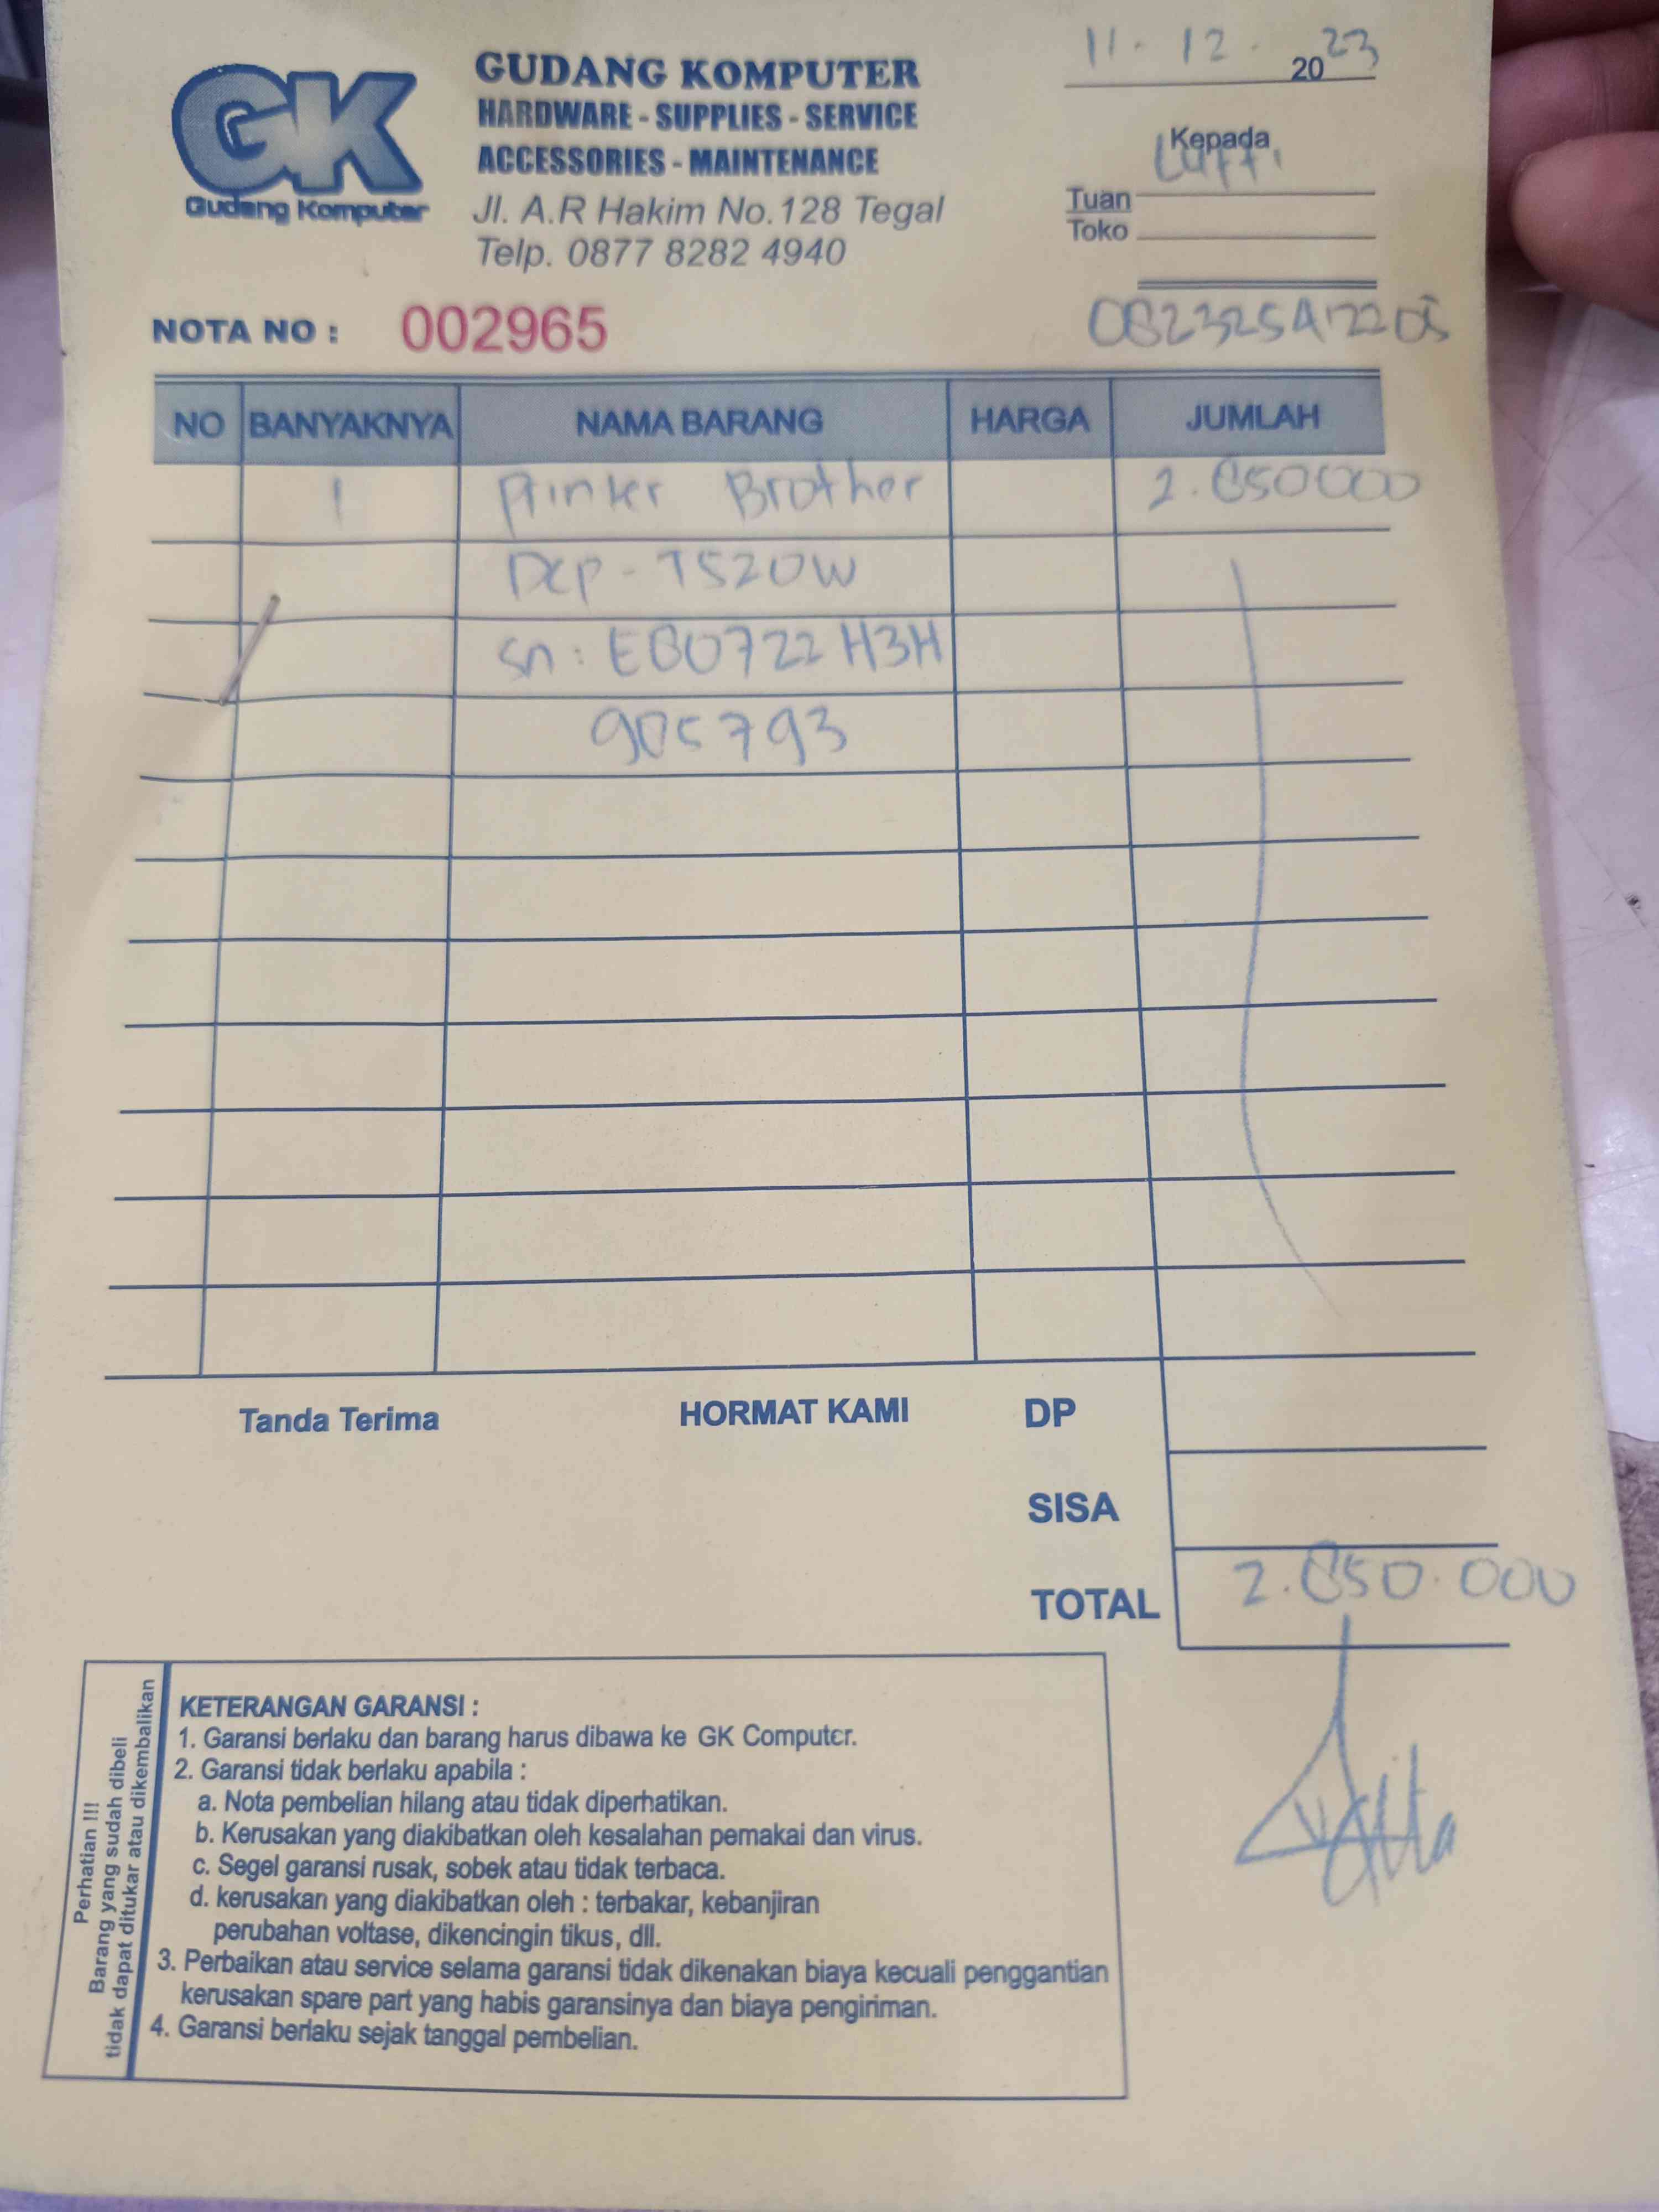 GK
Gudang Komputer
GUDANG KOMPUTER
HARDWARE - SUPPLIES - SERVICE
ACCESSORIES - MAINTENANCE
Jl. A.R Hakim No.128 Tegal
Telp. 0877 8282 4940
11 - 12 - 2023
Kepada
Luffi
Tuan
Toko
NOTA NO : 002965
NO BANYAKNYA NAMA BARANG HARGA JUMLAH
1 Printer Brother 2.850000
Dcp - T520W
Sn : E80722H3H
905793
Tanda Terima HORMAT KAMI DP
SISA
TOTAL 2.850.000
Perhatian !!!
Barang yang sudah dibeli
tidak dapat ditukar atau dikembalikan
KETERANGAN GARANSI :
1. Garansi berlaku dan barang harus dibawa ke GK Computer.
2. Garansi tidak berlaku apabila :
a. Nota pembelian hilang atau tidak diperhatikan.
b. Kerusakan yang diakibatkan oleh kesalahan pemakai dan virus.
c. Segel garansi rusak, sobek atau tidak terbaca.
d. kerusakan yang diakibatkan oleh : terbakar, kebanjiran
perubahan voltase, dikencingin tikus, dll.
3. Perbaikan atau service selama garansi tidak dikenakan biaya kecuali penggantian
kerusakan spare part yang habis garansinya dan biaya pengiriman.
4. Garansi berlaku sejak tanggal pembelian.